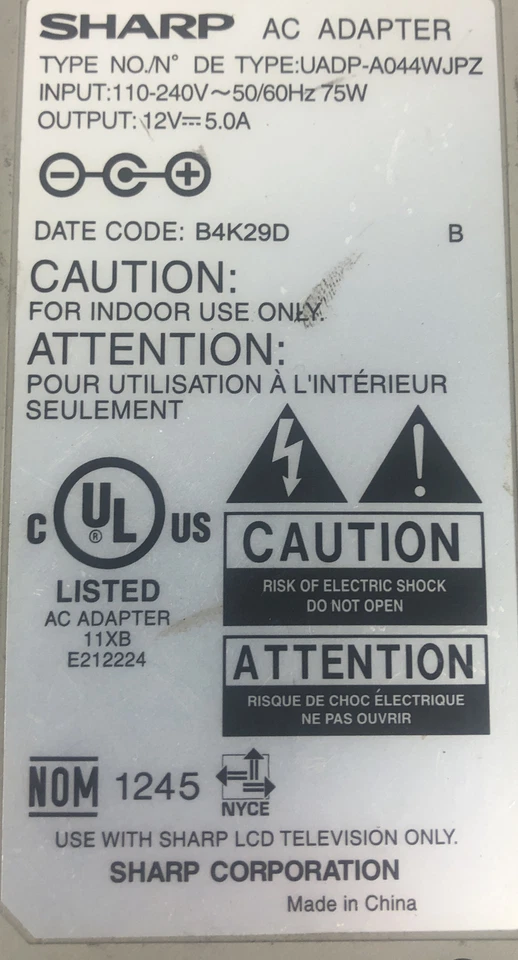 SHARP AC ADAPTER
TYPE NO./N° DE TYPE:UADP-A044WJPZ
INPUT:110-240V～50/60Hz 75W
OUTPUT: 12V⎓5.0A
DATE CODE: B4K29D B
CAUTION:
FOR INDOOR USE ONLY.
ATTENTION:
POUR UTILISATION À L'INTÉRIEUR
SEULEMENT
C UL ® US
LISTED
AC ADAPTER
11XB
E212224
CAUTION
RISK OF ELECTRIC SHOCK
DO NOT OPEN
ATTENTION
RISQUE DE CHOC ÉLECTRIQUE
NE PAS OUVRIR
NOM 1245 NYCE
USE WITH SHARP LCD TELEVISION ONLY.
SHARP CORPORATION
Made in China